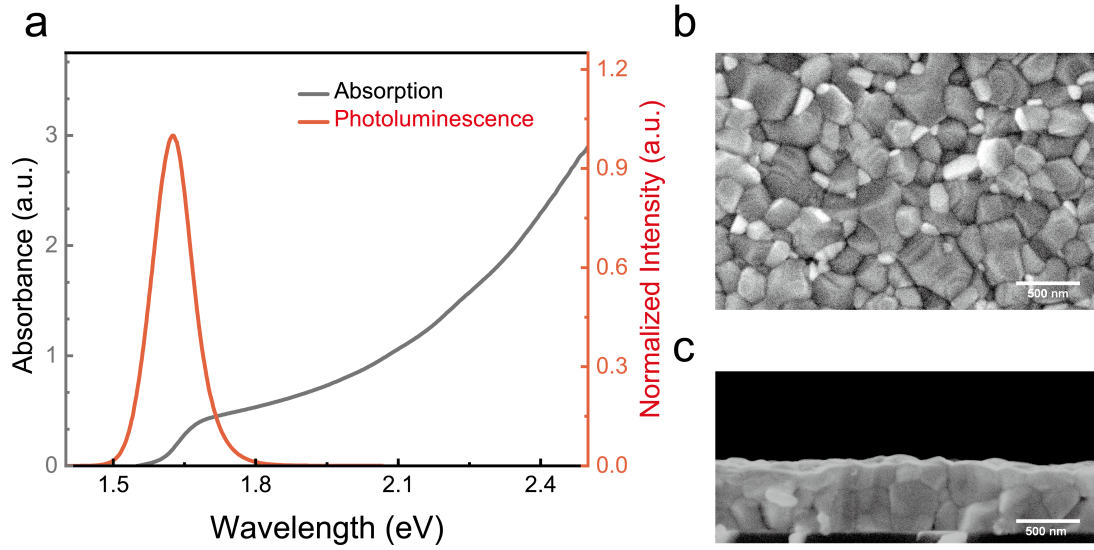 a
Absorption
Photoluminescence
Absorbance (a.u.)
3
2
1
0
Normalized Intensity (a.u.)
1.2
0.9
0.6
0.3
0.0
1.5
1.8
2.1
2.4
Wavelength (eV)
b
500 nm
c
500 nm